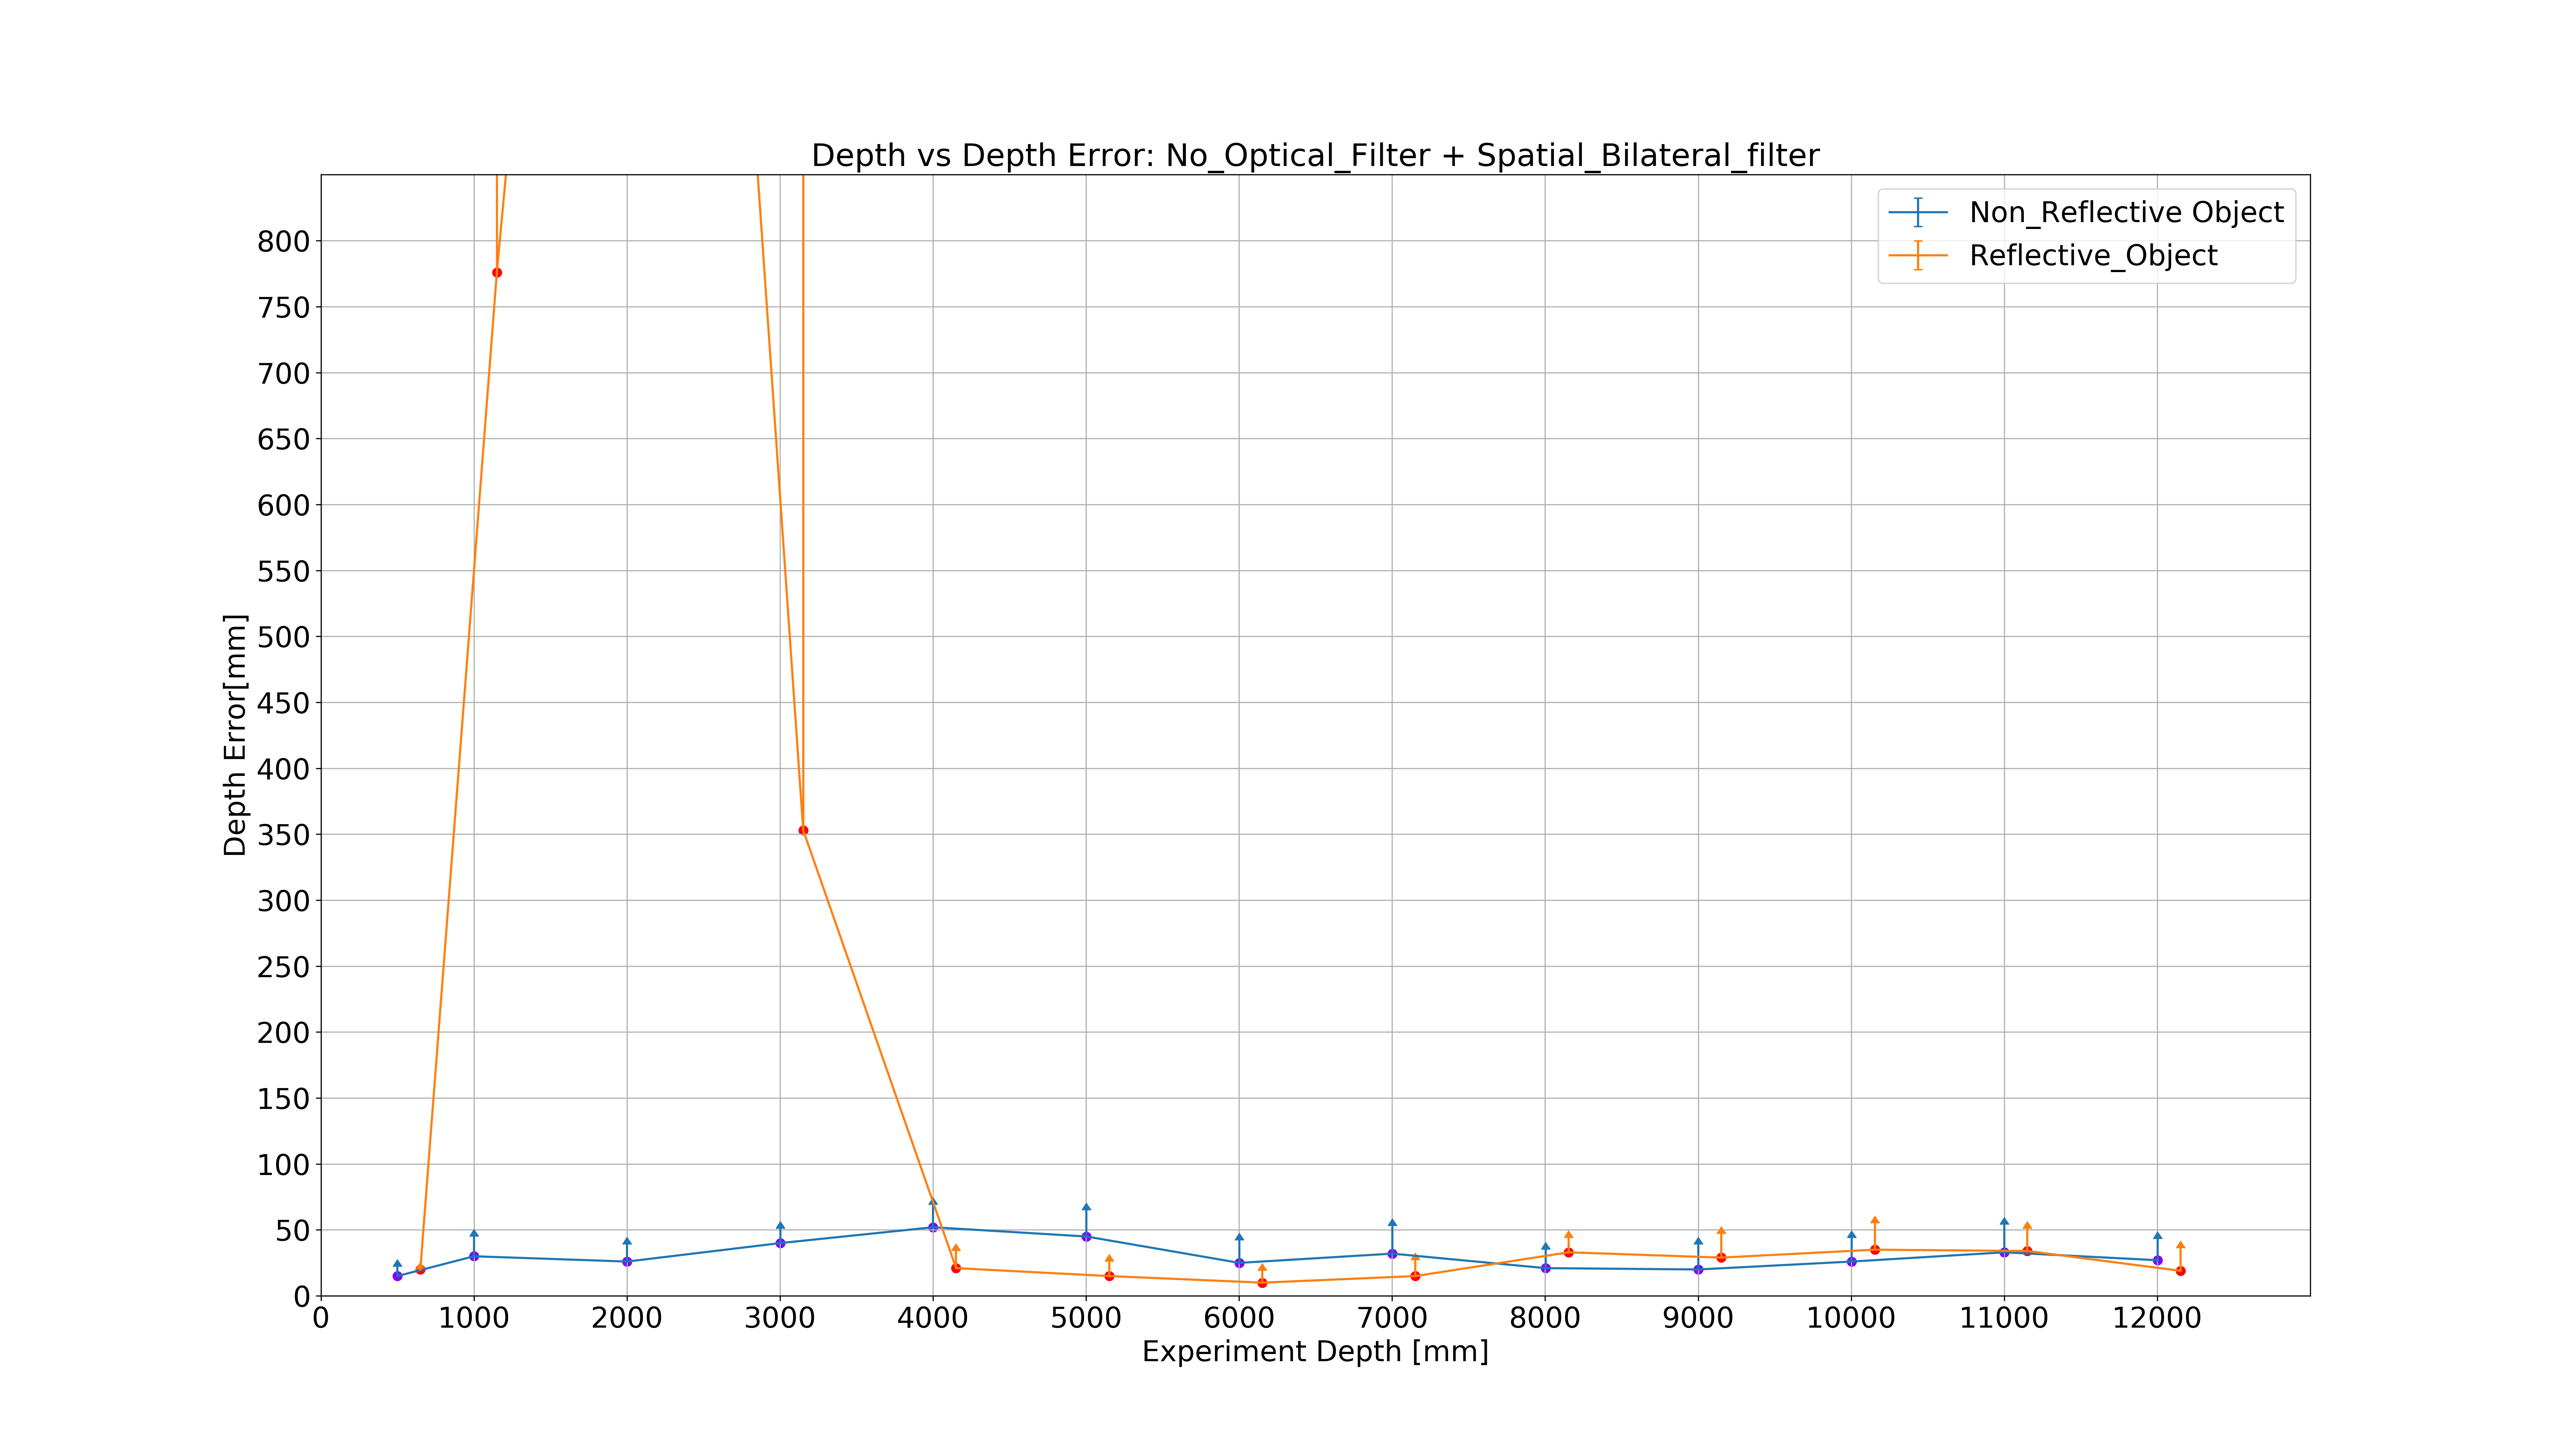 Depth vs Depth Error: No_Optical_Filter + Spatial_Bilateral_filter
Non_Reflective Object
Reflective_Object
800
750
700
650
600
550
500
450
400
350
300
250
200
150
100
50
0
Depth Error[mm]
0 1000 2000 3000 4000 5000 6000 7000 8000 9000 10000 11000 12000
Experiment Depth [mm]